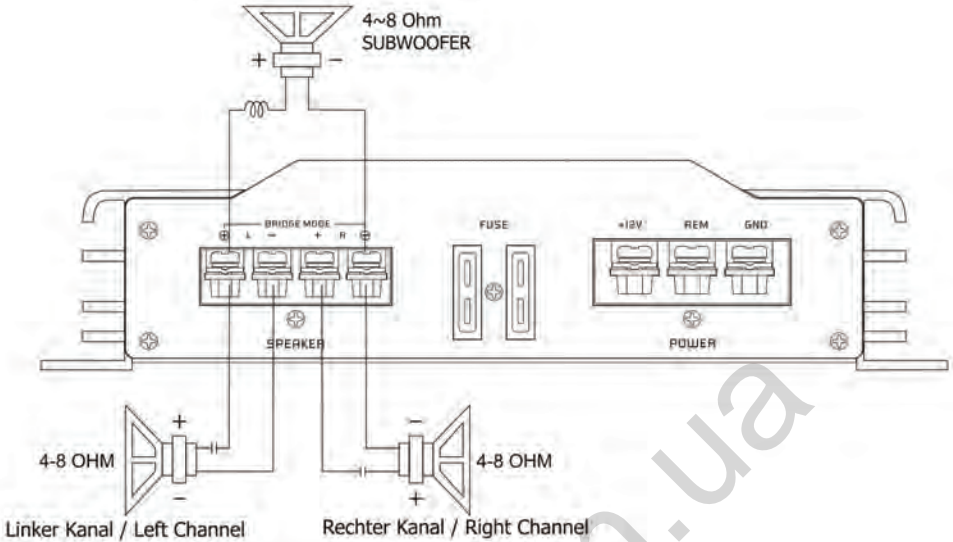 4~8 Ohm
SUBWOOFER
+ −
BRIDGE MODE
⊕ L − + R ⊖
FUSE
+12V REM GND
SPEAKER
POWER
+ −
4-8 OHM
− +
4-8 OHM
Linker Kanal / Left Channel
Rechter Kanal / Right Channel
n.ua